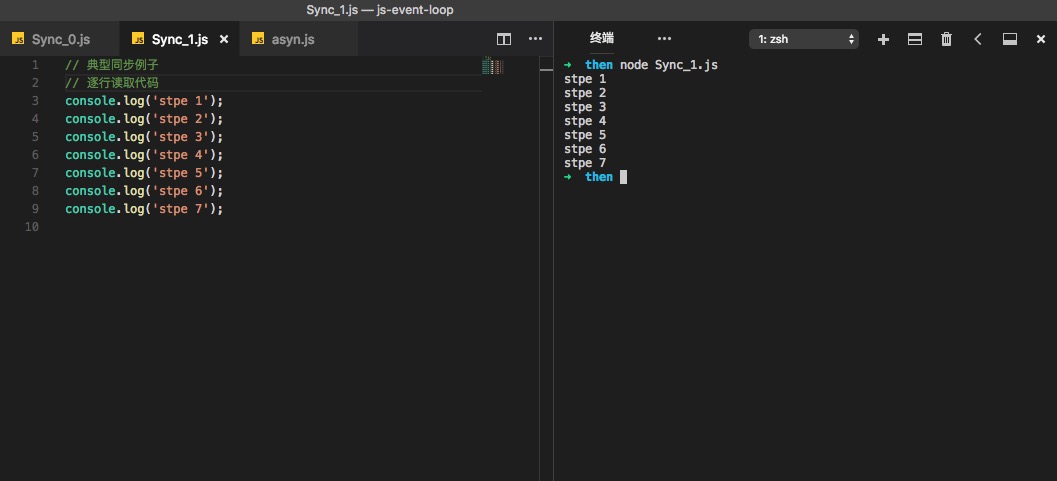 Sync_1.js — js-event-loop
JS Sync_0.js
JS Sync_1.js ×
JS asyn.js
1 // 典型同步例子
2 // 逐行读取代码
3 console.log('stpe 1');
4 console.log('stpe 2');
5 console.log('stpe 3');
6 console.log('stpe 4');
7 console.log('stpe 5');
8 console.log('stpe 6');
9 console.log('stpe 7');
10
终端 ··· 1: zsh
➜ then node Sync_1.js
stpe 1
stpe 2
stpe 3
stpe 4
stpe 5
stpe 6
stpe 7
➜ then